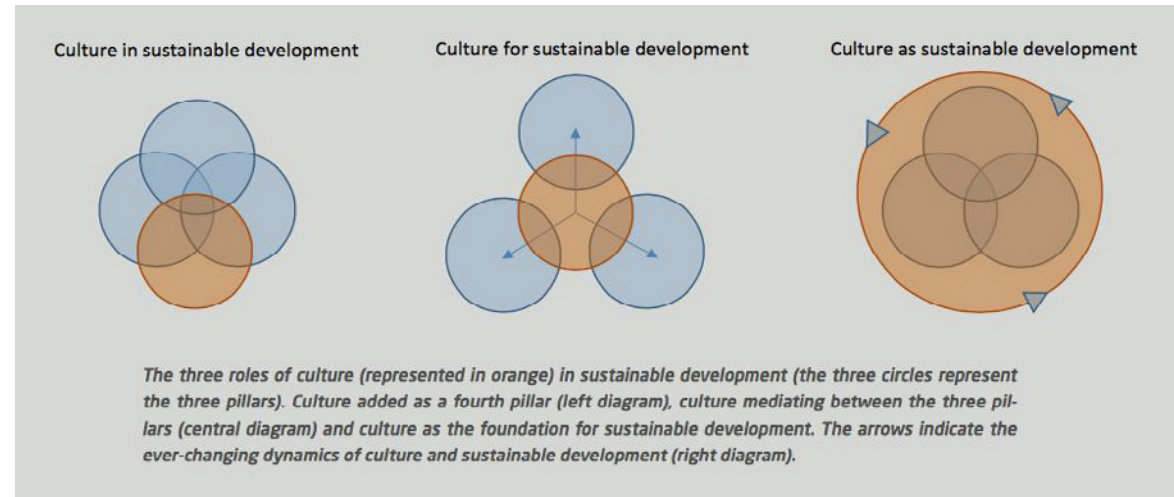 Culture in sustainable development
Culture for sustainable development
Culture as sustainable development
The three roles of culture (represented in orange) in sustainable development (the three circles represent
the three pillars). Culture added as a fourth pillar (left diagram), culture mediating between the three pil-
lars (central diagram) and culture as the foundation for sustainable development. The arrows indicate the
ever-changing dynamics of culture and sustainable development (right diagram).